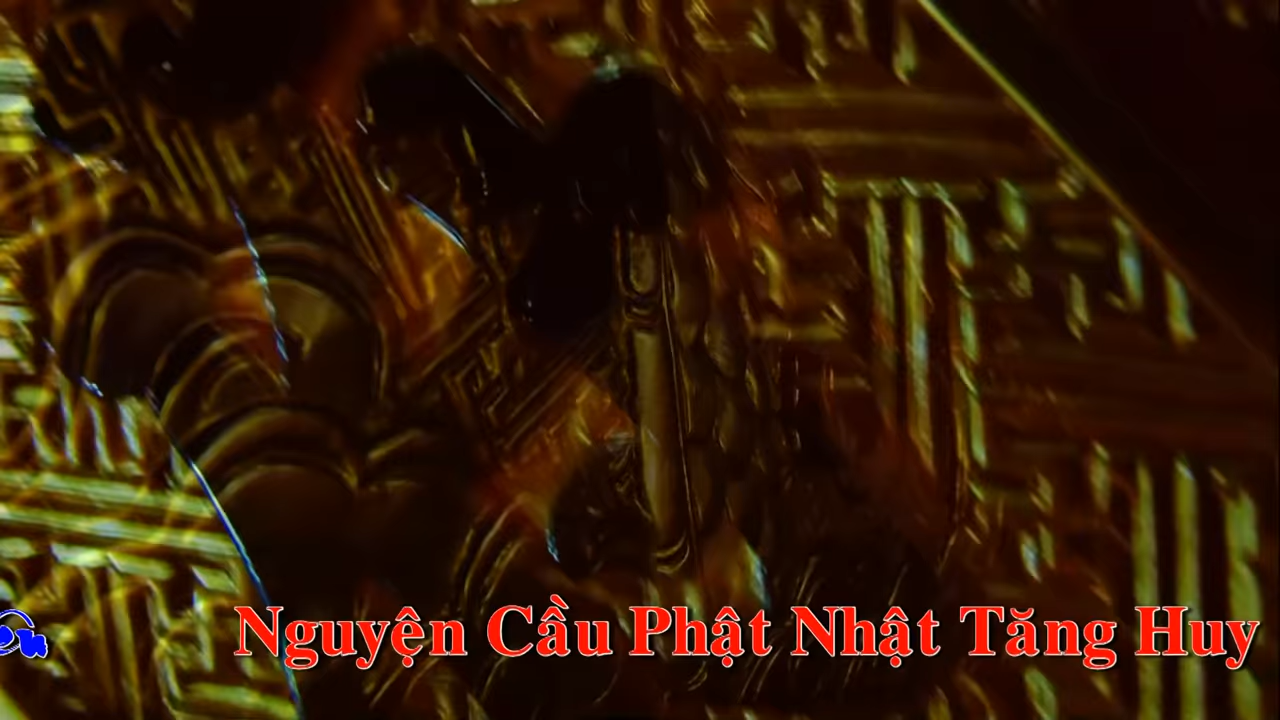 Nguyện Cầu Phật Nhật Tăng Huy